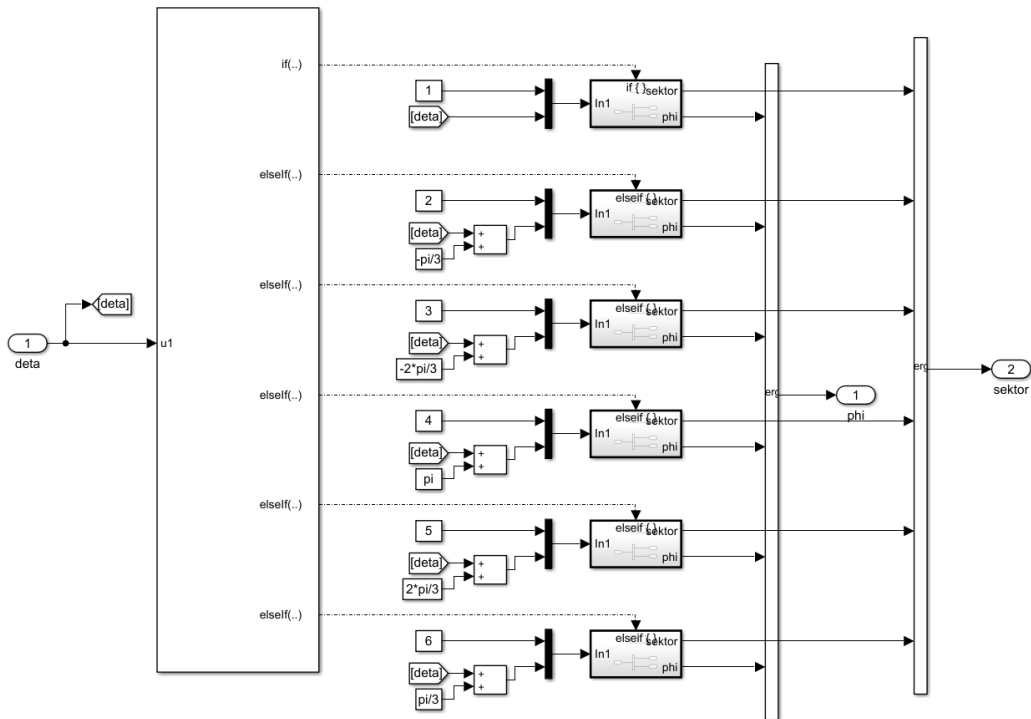 if(..)
if { }
sektor
1
In1
[deta]
phi
elseIf(..)
elseif { }
sektor
2
In1
[deta]
+
+
phi
-pi/3
elseIf(..)
elseif { }
sektor
3
In1
[deta]
[deta]
+
+
phi
-2*pi/3
1
u1
deta
erg
2
sektor
elseIf(..)
elseif { }
sektor
erg
1
phi
4
In1
[deta]
+
+
phi
pi
elseIf(..)
elseif { }
sektor
5
In1
[deta]
+
+
phi
2*pi/3
elseIf(..)
elseif { }
sektor
6
In1
[deta]
+
+
phi
pi/3